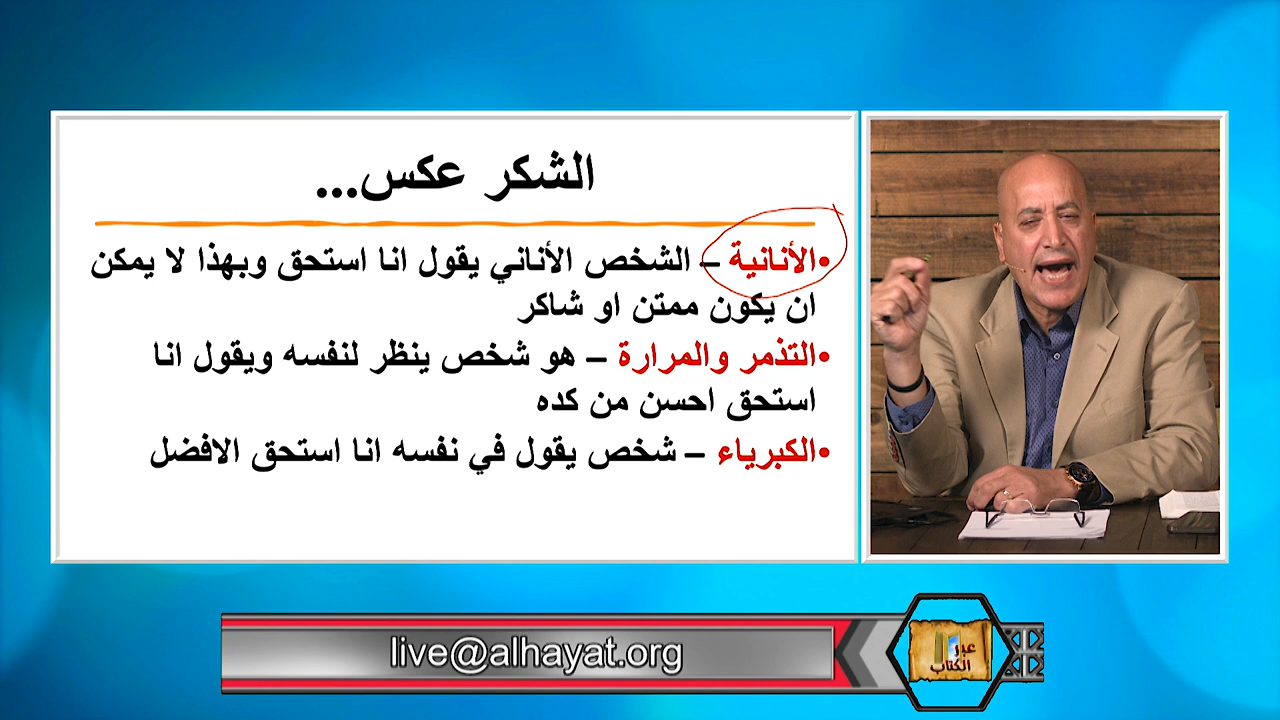 الشكر عكس...
•الأنانية – الشخص الأناني يقول انا استحق وبهذا لا يمكن
ان يكون ممتن او شاكر
•التذمر والمرارة – هو شخص ينظر لنفسه ويقول انا
استحق احسن من كده
•الكبرياء – شخص يقول في نفسه انا استحق الافضل
live@alhayat.org
عبر
الكتاب